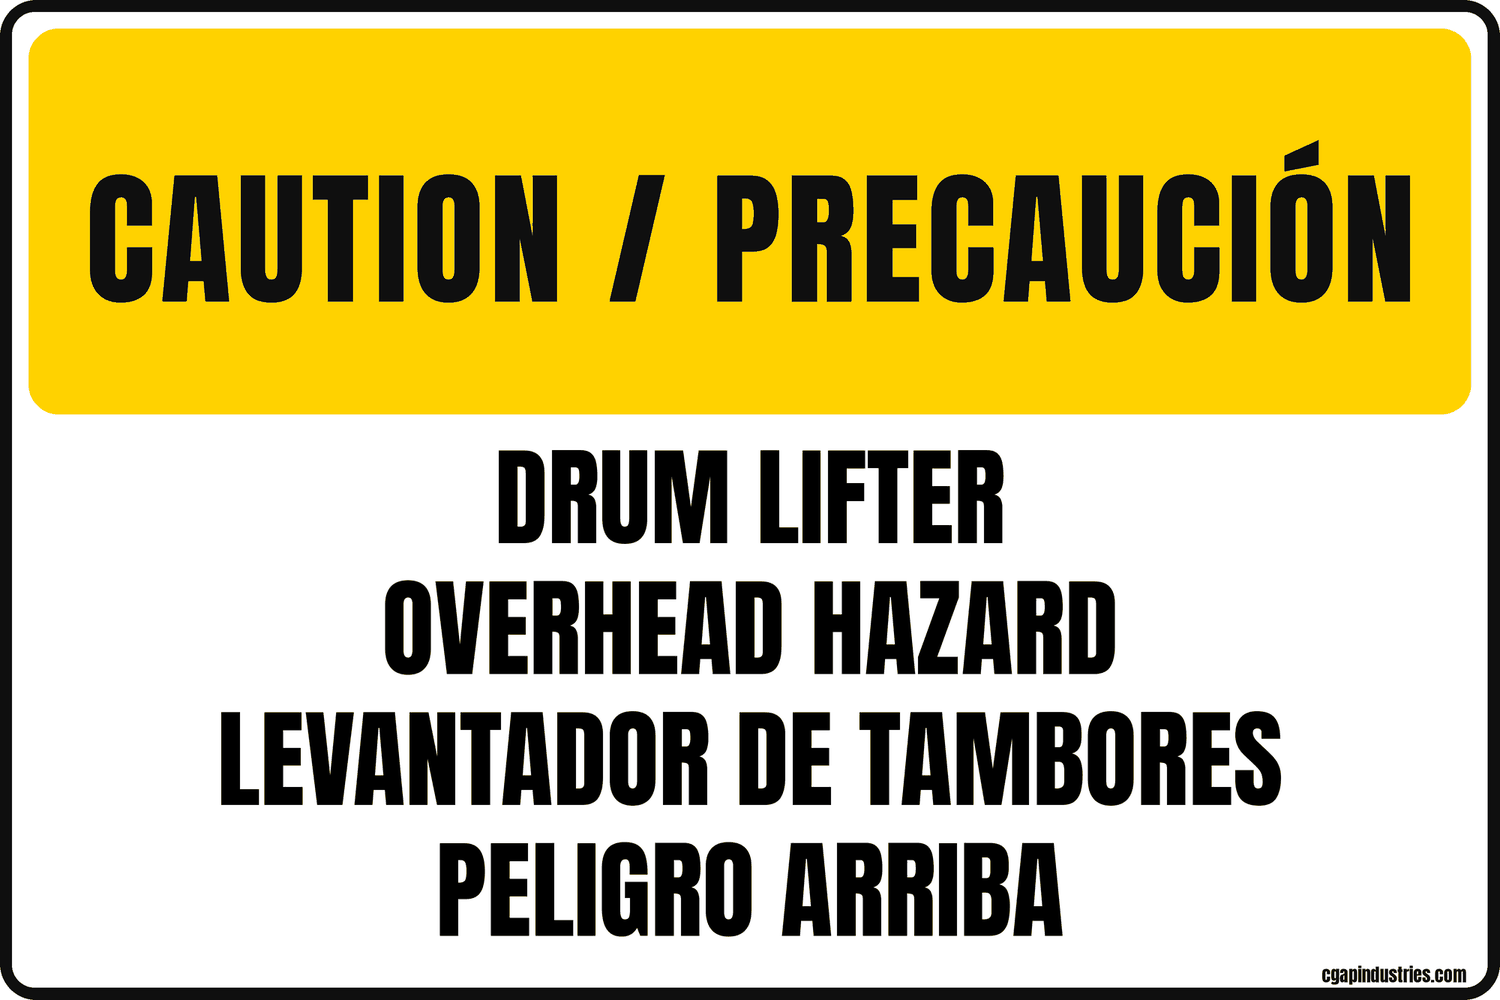 CAUTION / PRECAUCIÓN
DRUM LIFTER
OVERHEAD HAZARD
LEVANTADOR DE TAMBORES
PELIGRO ARRIBA
cgapindustries.com